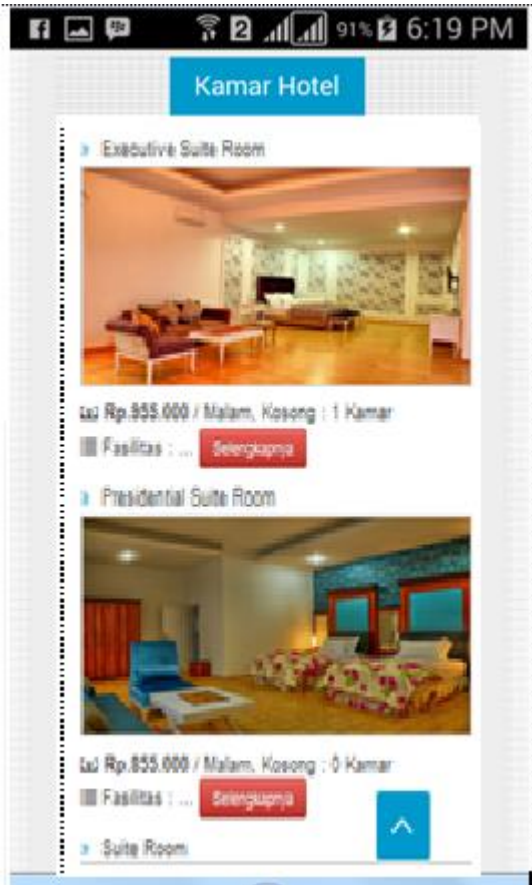 2 91% 6:19 PM
Kamar Hotel
» Executive Suite Room
Rp.955.000 / Malam, Kosong : 1 Kamar
Fasilitas : ... Selengkapnya
» Presidential Suite Room
Rp.855.000 / Malam, Kosong : 0 Kamar
Fasilitas : ... Selengkapnya
» Suite Room